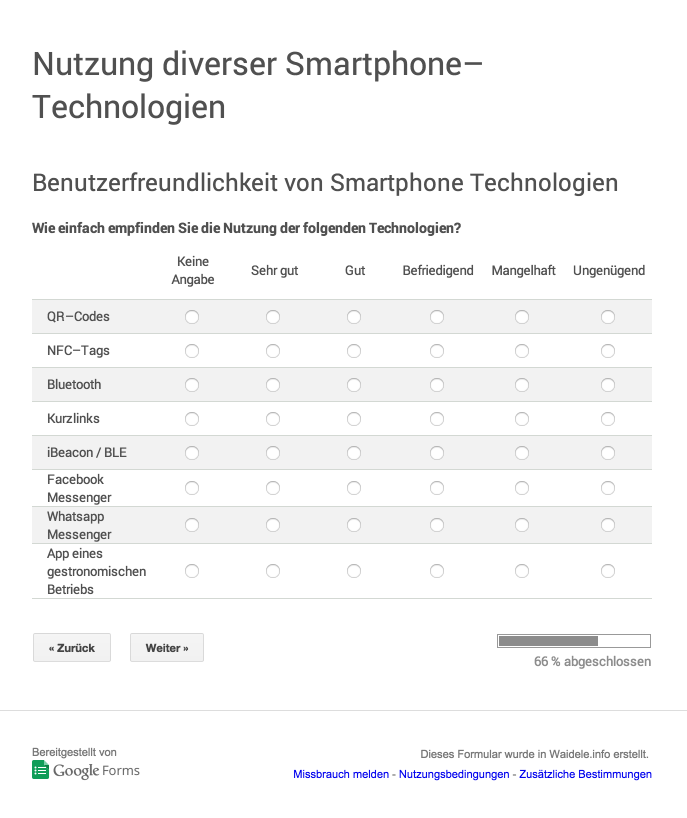 Nutzung diverser Smartphone–
Technologien
Benutzerfreundlichkeit von Smartphone Technologien
Wie einfach empfinden Sie die Nutzung der folgenden Technologien?
Keine
Angabe
Sehr gut
Gut
Befriedigend
Mangelhaft
Ungenügend
QR–Codes
NFC–Tags
Bluetooth
Kurzlinks
iBeacon / BLE
Facebook
Messenger
Whatsapp
Messenger
App eines
gestronomischen
Betriebs
« Zurück
Weiter »
66 % abgeschlossen
Bereitgestellt von
Google Forms
Dieses Formular wurde in Waidele.info erstellt.
Missbrauch melden - Nutzungsbedingungen - Zusätzliche Bestimmungen